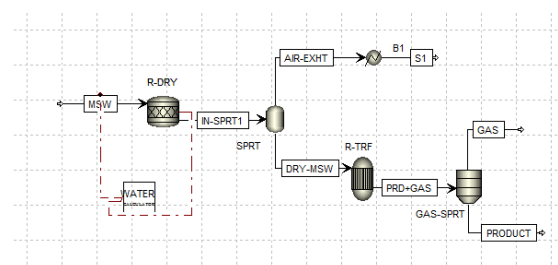 AIR-EXHT
B1
S1
R-DRY
MSW
IN-SPRT1
SPRT
R-TRF
GAS
DRY-MSW
PRD+GAS
WATER
GAS-SPRT
PRODUCT